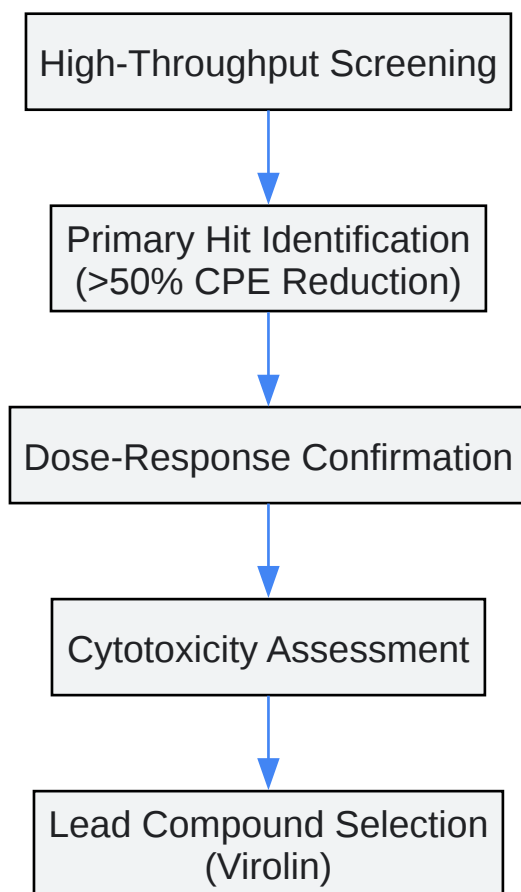 High-Throughput Screening
Primary Hit Identification
(>50% CPE Reduction)
Dose-Response Confirmation
Cytotoxicity Assessment
Lead Compound Selection
(Virolin)